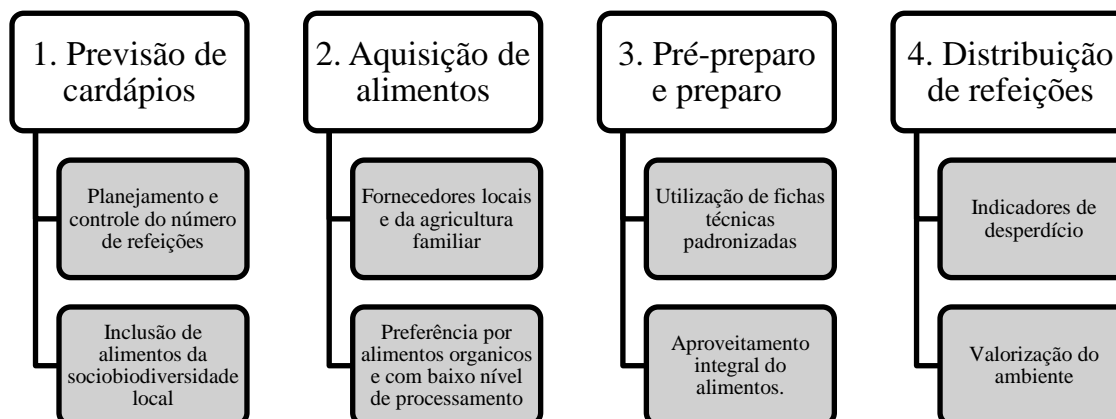 1. Previsão de
cardápios
Planejamento e
controle do número
de refeições
Inclusão de
alimentos da
sociobiodiversidade
local
2. Aquisição de
alimentos
Fornecedores locais
e da agricultura
familiar
Preferência por
alimentos organicos
e com baixo nível
de processamento
3. Pré-preparo
e preparo
Utilização de fichas
técnicas
padronizadas
Aproveitamento
integral do
alimentos.
4. Distribuição
de refeições
Indicadores de
desperdício
Valorização do
ambiente